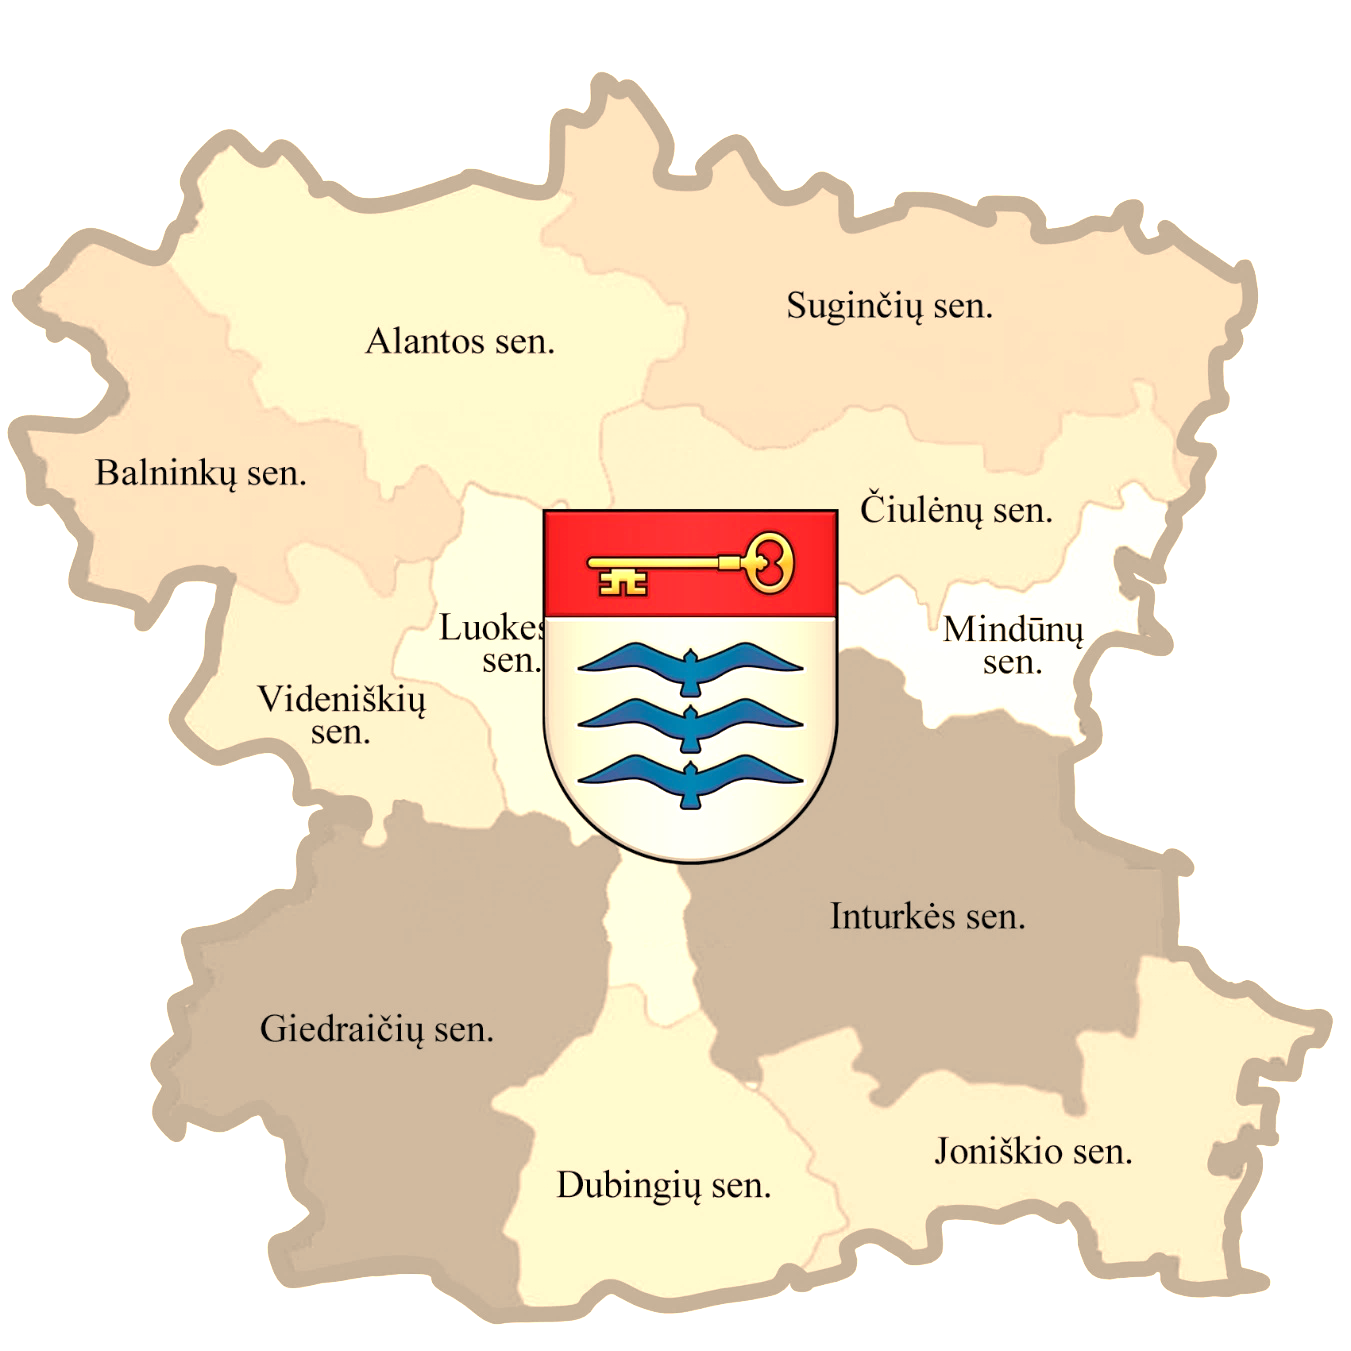 Suginčių sen.
Alantos sen.
Balninkų sen.
Čiulėnų sen.
Luokes
sen.
Mindūnų
sen.
Videniškių
sen.
Inturkės sen.
Giedraičių sen.
Joniškio sen.
Dubingių sen.